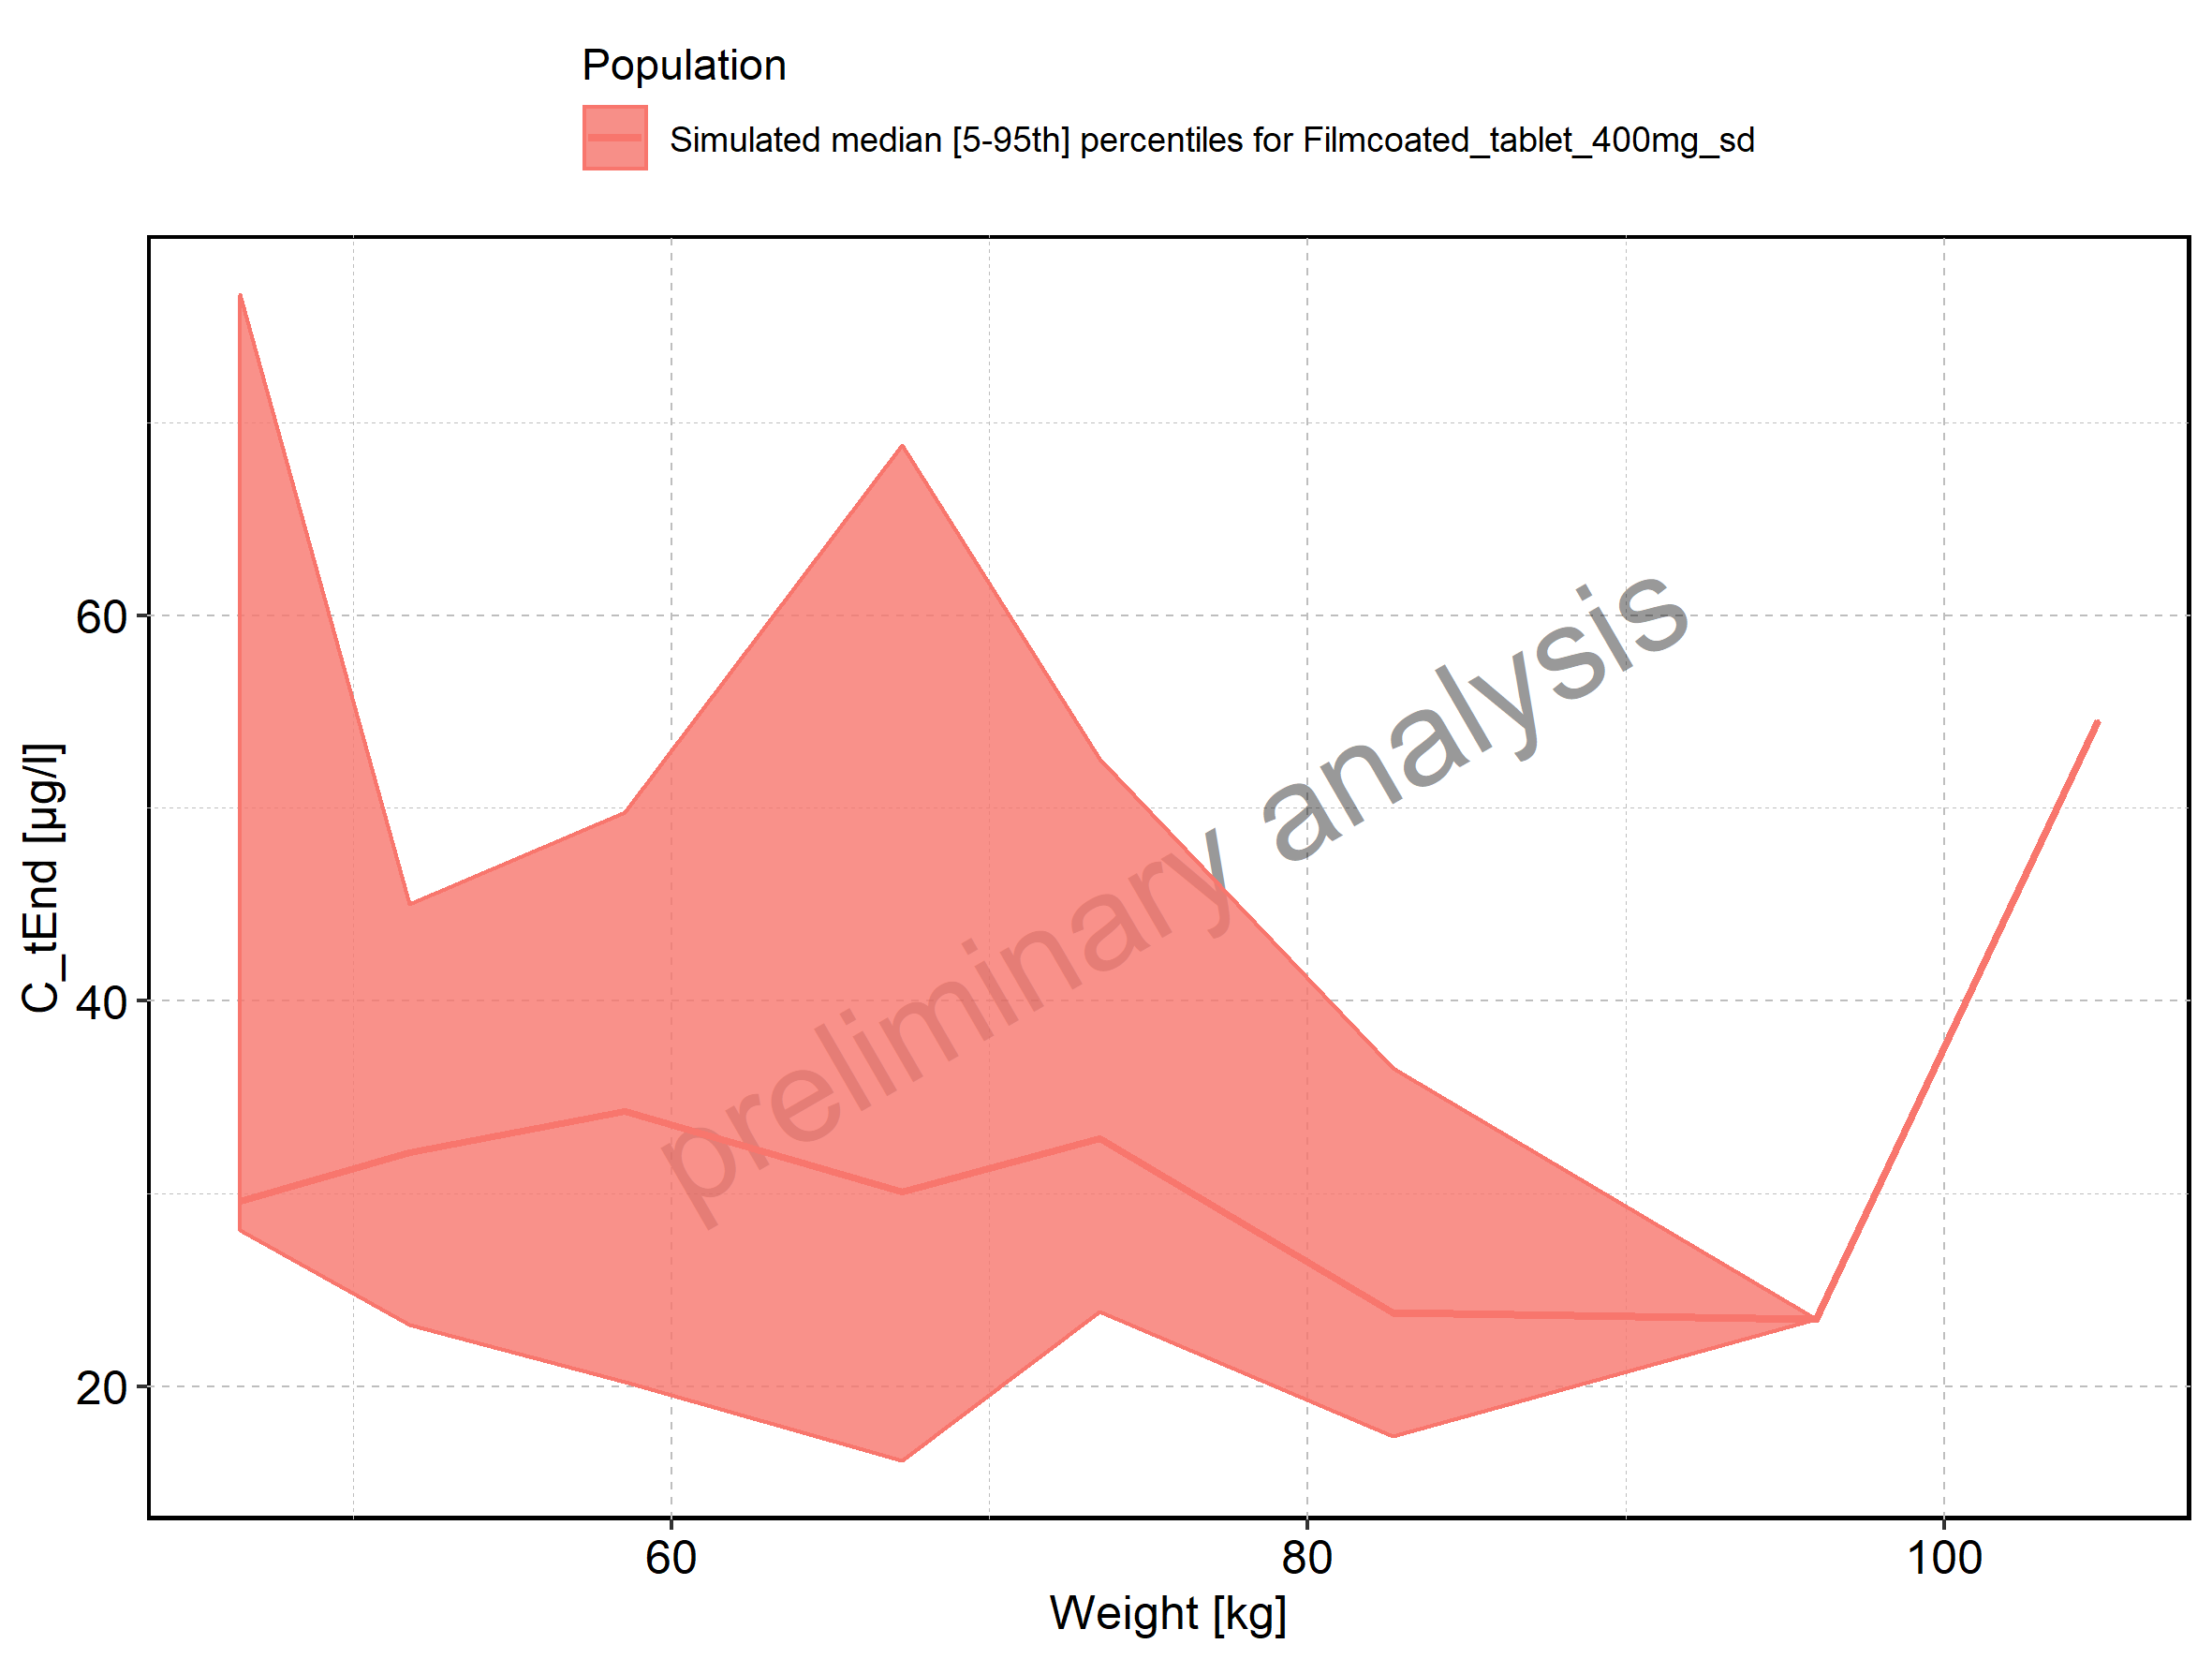 Population
Simulated median [5-95th] percentiles for Filmcoated_tablet_400mg_sd
preliminary analysis
C_tEnd [µg/l]
60
40
20
60 80 100
Weight [kg]